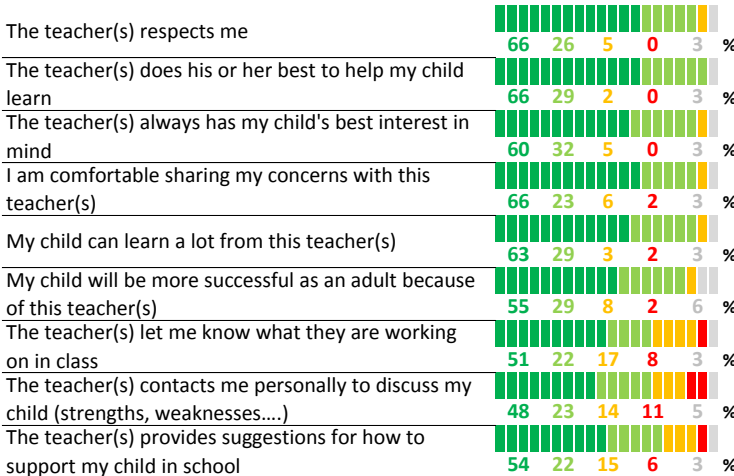 The teacher(s) respects me
66 26 5 0 3 %
The teacher(s) does his or her best to help my child
learn
66 29 2 0 3 %
The teacher(s) always has my child's best interest in
mind
60 32 5 0 3 %
I am comfortable sharing my concerns with this
teacher(s)
66 23 6 2 3 %
My child can learn a lot from this teacher(s)
63 29 3 2 3 %
My child will be more successful as an adult because
of this teacher(s)
55 29 8 2 6 %
The teacher(s) let me know what they are working
on in class
51 22 17 8 3 %
The teacher(s) contacts me personally to discuss my
child (strengths, weaknesses....)
48 23 14 11 5 %
The teacher(s) provides suggestions for how to
support my child in school
54 22 15 6 3 %